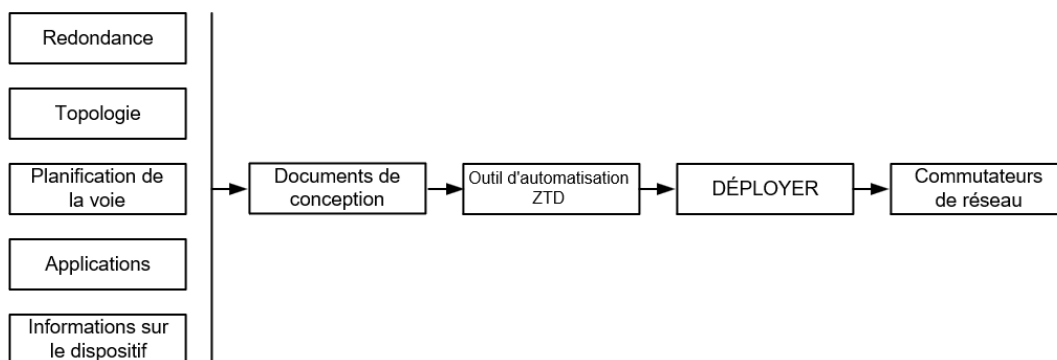 Redondance
Topologie
Planification de
la voie
Applications
Informations sur
le dispositif
Documents de
conception
Outil d'automatisation
ZTD
DÉPLOYER
Commutateurs
de réseau